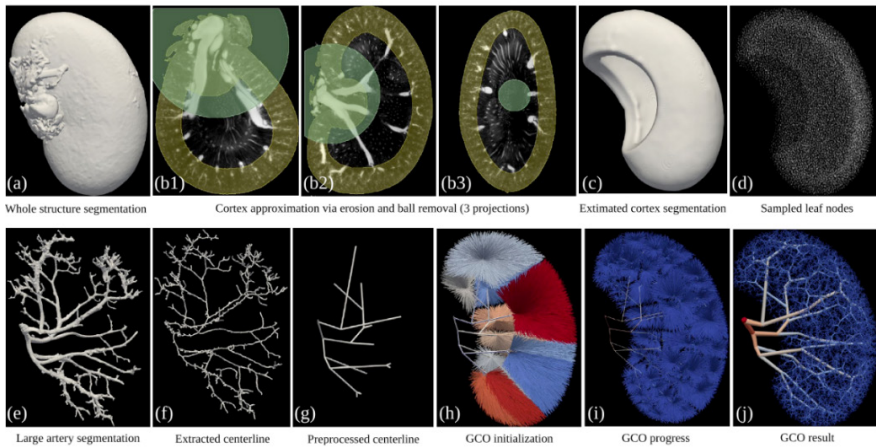 (a) (b1) (b2) (b3) (c) (d)
Whole structure segmentation Cortex approximation via erosion and ball removal (3 projections) Extimated cortex segmentation Sampled leaf nodes
(e) (f) (g) (h) (i) (j)
Large artery segmentation Extracted centerline Preprocessed centerline GCO initialization GCO progress GCO result